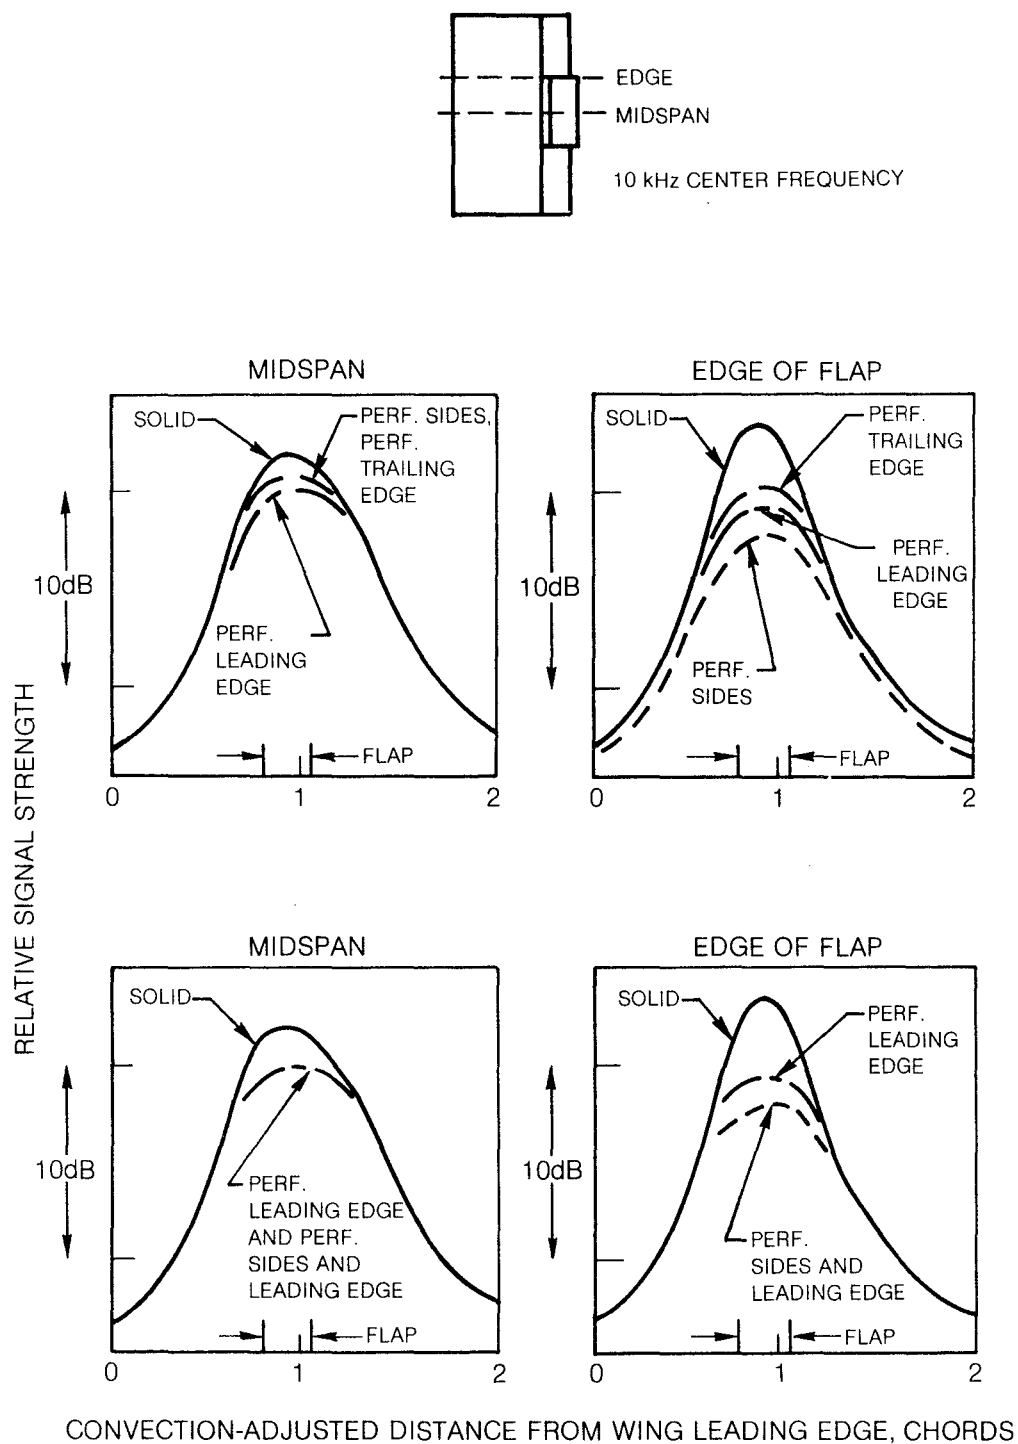 EDGE
MIDSPAN
10 kHz CENTER FREQUENCY
MIDSPAN
SOLID
PERF. SIDES,
PERF.
TRAILING
EDGE
10dB
PERF.
LEADING
EDGE
FLAP
0
1
2
EDGE OF FLAP
SOLID
PERF.
TRAILING
EDGE
10dB
PERF.
LEADING
EDGE
PERF.
SIDES
FLAP
0
1
2
RELATIVE SIGNAL STRENGTH
MIDSPAN
SOLID
10dB
PERF.
LEADING EDGE
AND PERF.
SIDES AND
LEADING EDGE
FLAP
0
1
2
EDGE OF FLAP
SOLID
PERF.
LEADING
EDGE
10dB
PERF.
SIDES AND
LEADING EDGE
FLAP
0
1
2
CONVECTION-ADJUSTED DISTANCE FROM WING LEADING EDGE, CHORDS